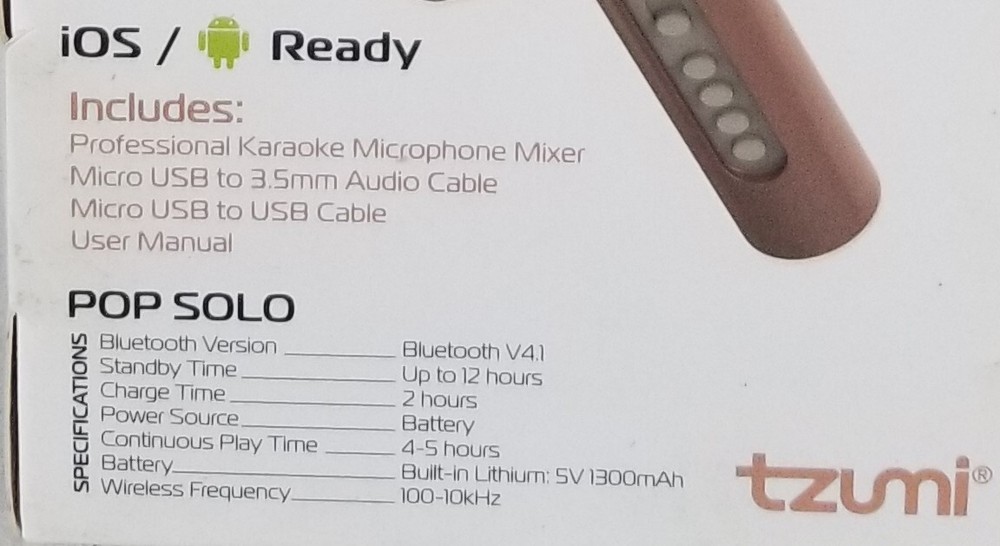 iOS / Ready
Includes:
Professional Karaoke Microphone Mixer
Micro USB to 3.5mm Audio Cable
Micro USB to USB Cable
User Manual
POP SOLO
SPECIFICATIONS
Bluetooth Version Bluetooth V4.1
Standby Time Up to 12 hours
Charge Time 2 hours
Power Source Battery
Continuous Play Time 4-5 hours
Battery Built-in Lithium: 5V 1300mAh
Wireless Frequency 100-10kHz
tzumi®